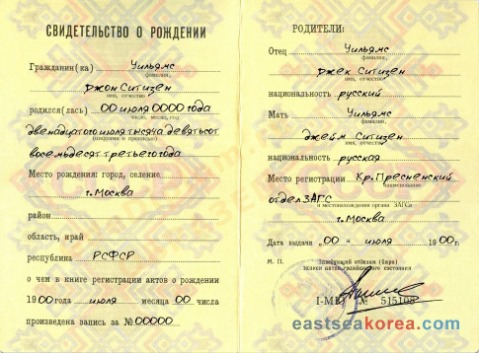 СВИДЕТЕЛЬСТВО О РОЖДЕНИИ
Гражданин(ка) Уильямс
фамилия,
джон Ситизен
имя, отчество
родился(лась) 00 июля 0000 года
число, месяц, год
двенадцатого июля тысяча девятьсот
(цифрами и прописью)
восемьдесят третьего года
Место рождения: город, селение
г. Москва
район
область, край
республика РСФСР
о чем в книге регистрации актов о рождении
1900 года июля месяца 00 числа
произведена запись за № 00000
РОДИТЕЛИ:
Отец Уильямс
фамилия,
джек Ситизен
имя, отчество
национальность русский
Мать Уильямс
фамилия,
джейм Ситизен
имя, отчество
национальность русская
Место регистрации Кр. Пресненский
наименование
отдел ЗАГС
и местонахождение органа ЗАГСа
г. Москва
Дата выдачи „00 - июля 1900г.
М. П. Заведующий отделом (бюро)
записи актов гражданского состояния
№ 515108
eastseakorea.com